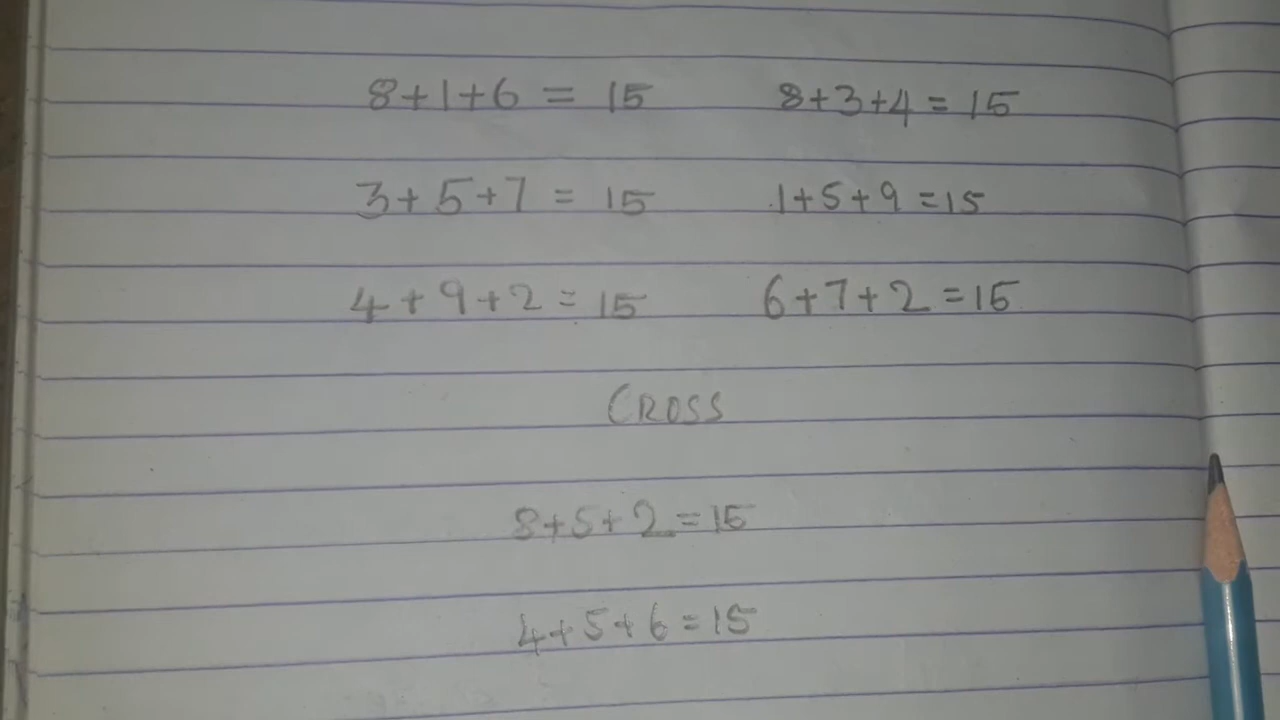 8+1+6 = 15 8+3+4 = 15
3+5+7 = 15 1+5+9 = 15
4+9+2 = 15 6+7+2 = 15
CROSS
8+5+2 = 15
4+5+6 = 15